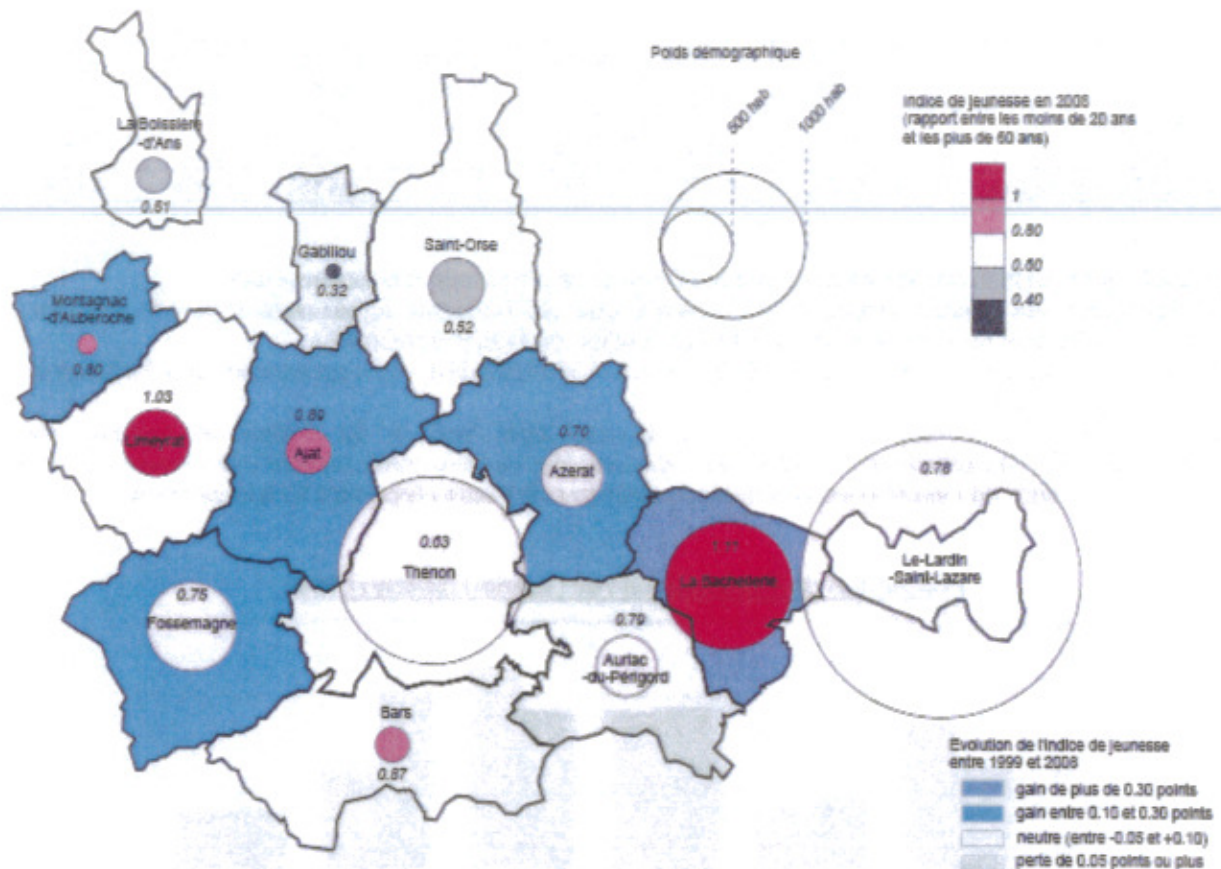 Poids démographique
500 hab
1000 hab
Indice de jeunesse en 2008
(rapport entre les moins de 20 ans
et les plus de 60 ans)
1
0.80
0.60
0.40
La Boissière
-d'Ans
0.51
Gabillou
0.32
Saint-Orse
0.52
Montagnac
-d'Auberoche
0.80
1.03
Limeyrat
0.89
Ajat
0.70
Azerat
0.63
Thenon
0.78
Le-Lardin
-Saint-Lazare
1.11
La Bachellerie
0.75
Fossemagne
0.79
Auriac
-du-Périgord
Bars
0.87
Evolution de l'indice de jeunesse
entre 1999 et 2008
gain de plus de 0.30 points
gain entre 0.10 et 0.30 points
neutre (entre -0.05 et +0.10)
perte de 0.05 points ou plus